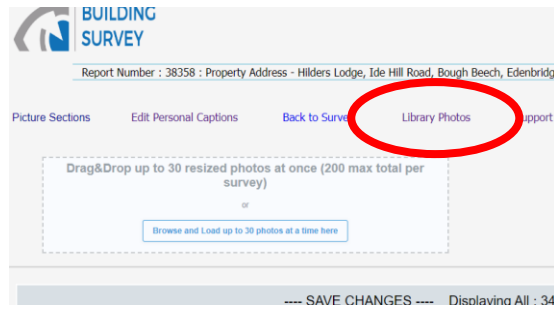 BUILDING
SURVEY
Report Number : 38358 : Property Address - Hilders Lodge, Ide Hill Road, Bough Beech, Edenbridg
Picture Sections Edit Personal Captions Back to Surve Library Photos upport
Drag&Drop up to 30 resized photos at once (200 max total per
survey)
or
Browse and Load up to 30 photos at a time here
---- SAVE CHANGES ---- Displaying All : 34